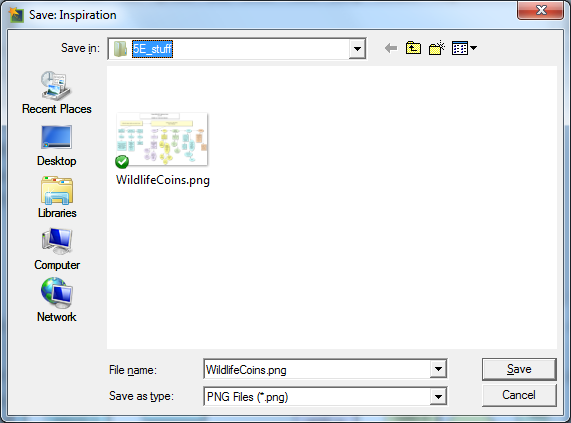 Save: Inspiration
Save in:
5E_stuff
Recent Places
Desktop
Libraries
Computer
Network
WildlifeCoins.png
File name:
WildlifeCoins.png
Save
Save as type:
PNG Files (*.png)
Cancel